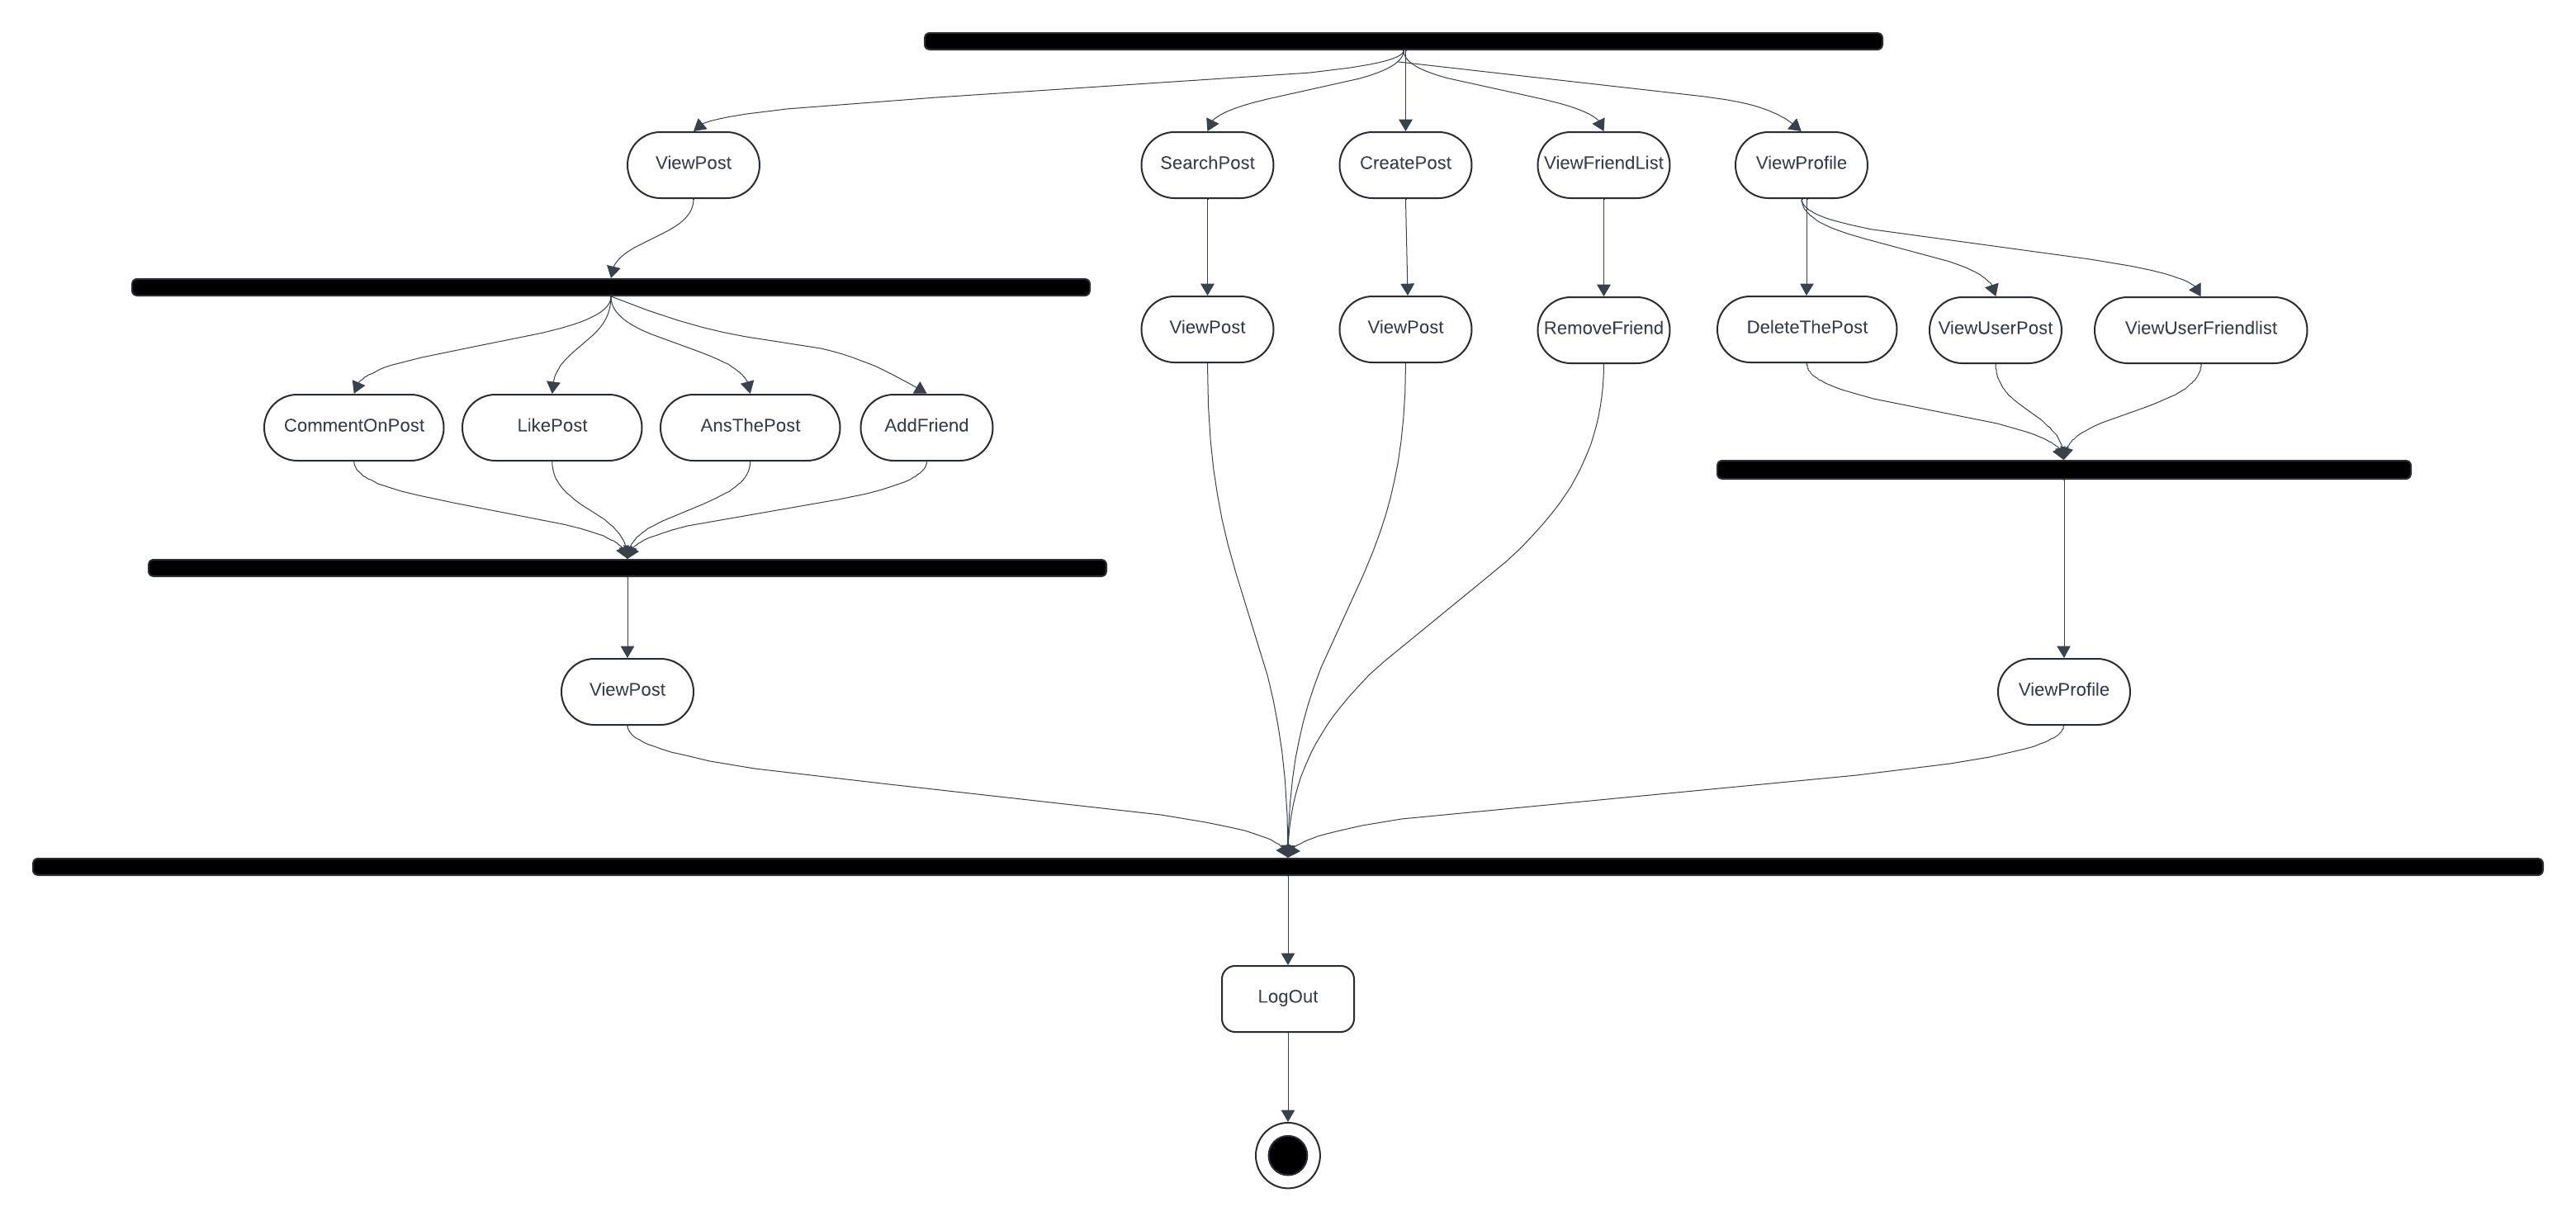 ViewPost
SearchPost
CreatePost
ViewFriendList
ViewProfile
ViewPost
ViewPost
RemoveFriend
DeleteThePost
ViewUserPost
ViewUserFriendlist
CommentOnPost
LikePost
AnsThePost
AddFriend
ViewPost
ViewProfile
LogOut